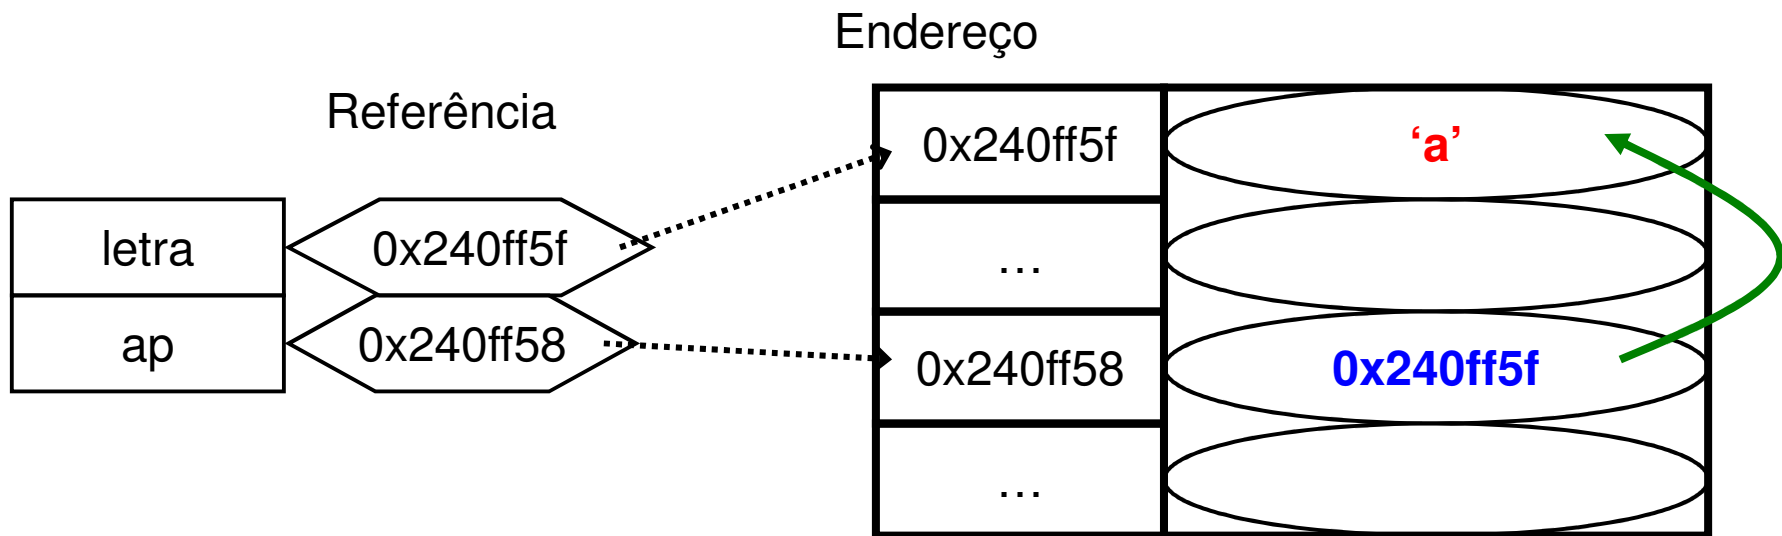 Endereço
Referência
letra 0x240ff5f
ap 0x240ff58
0x240ff5f ‘a’
...
0x240ff58 0x240ff5f
...